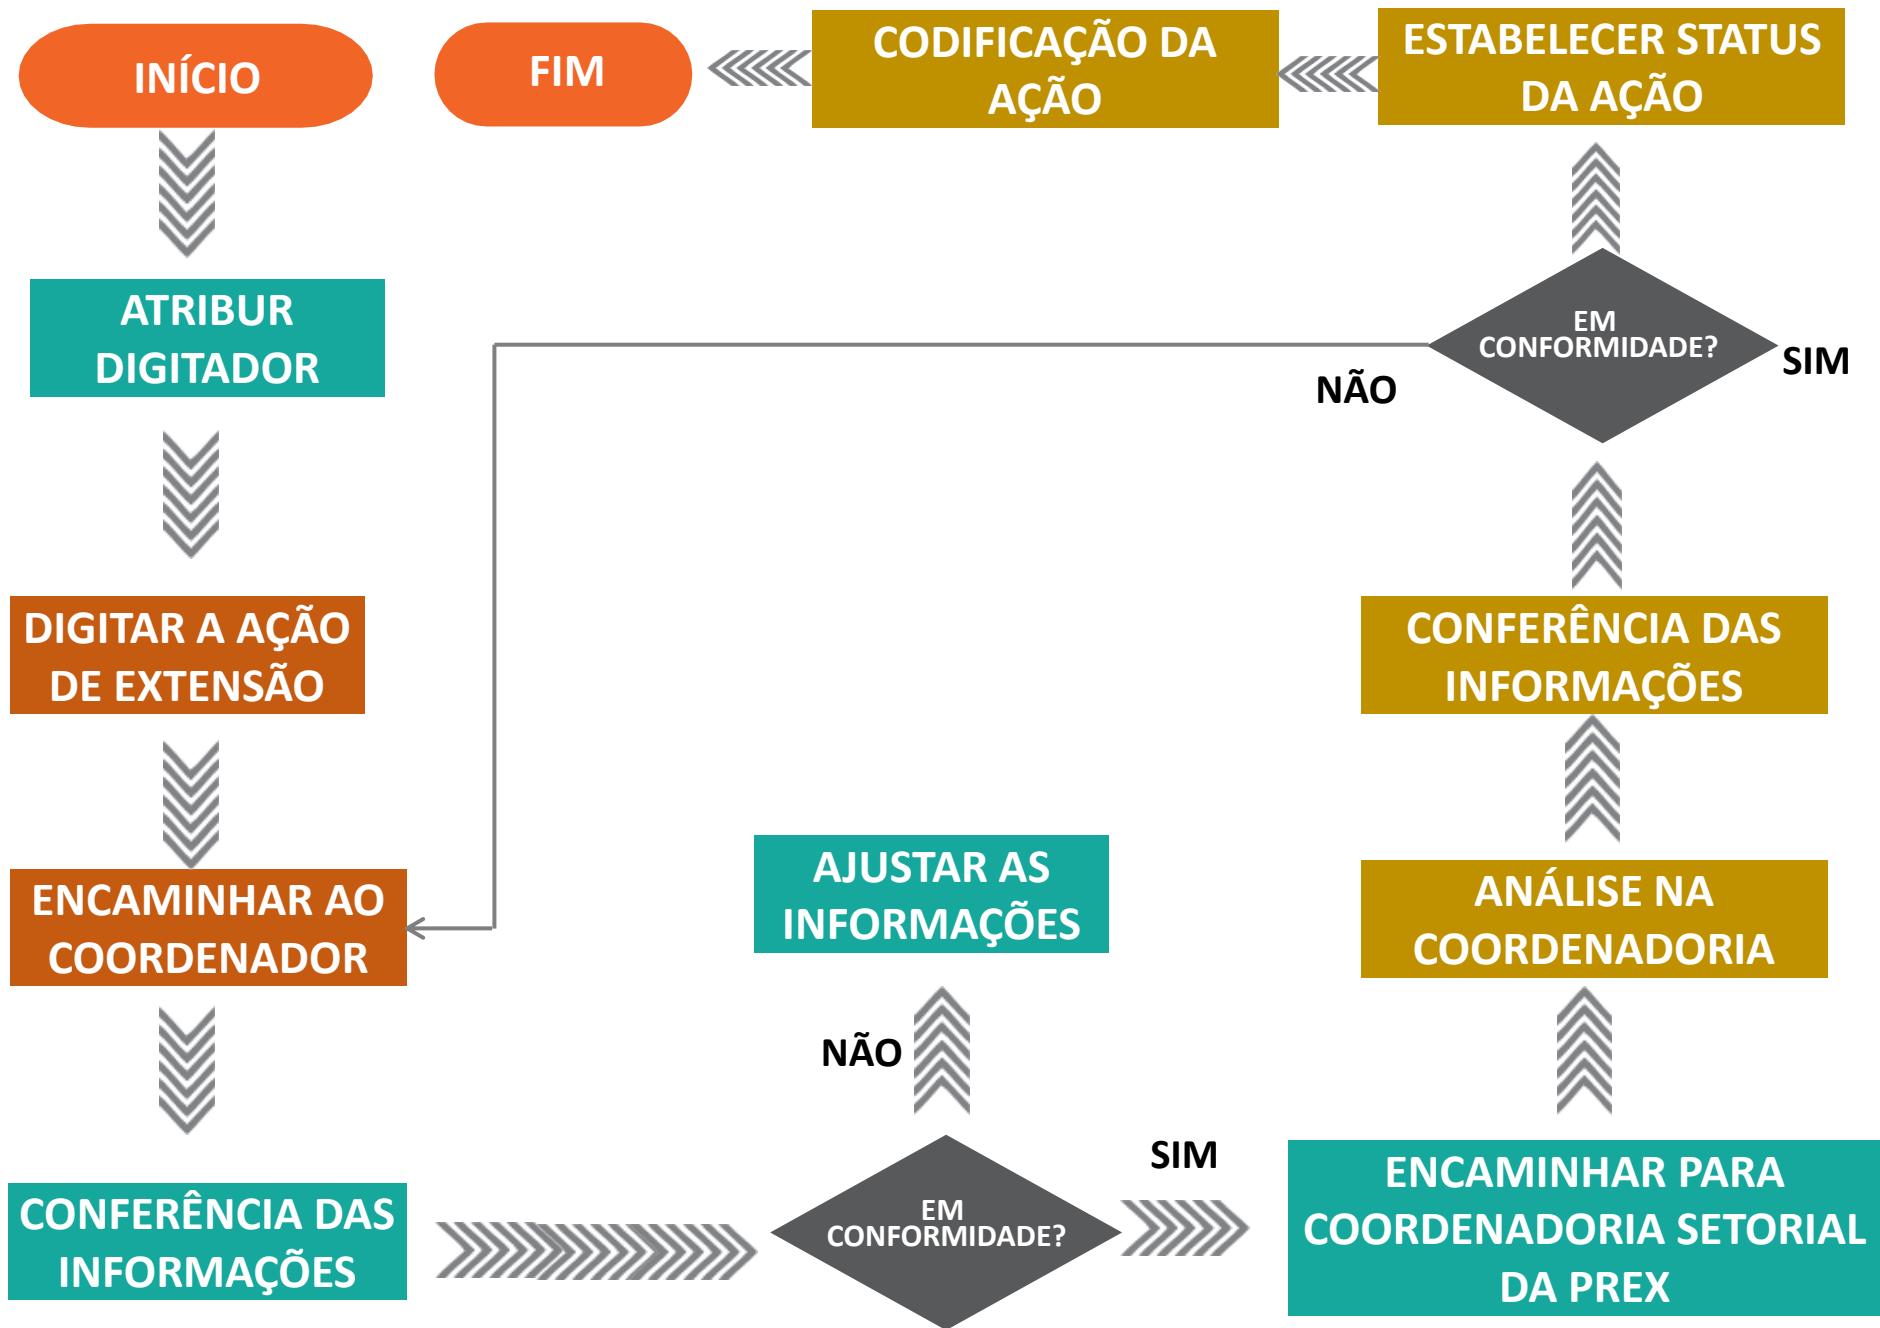 INÍCIO
FIM
CODIFICAÇÃO DA
AÇÃO
ESTABELECER STATUS
DA AÇÃO
ATRIBUR
DIGITADOR
EM
CONFORMIDADE?
SIM
NÃO
DIGITAR A AÇÃO
DE EXTENSÃO
CONFERÊNCIA DAS
INFORMAÇÕES
ENCAMINHAR AO
COORDENADOR
AJUSTAR AS
INFORMAÇÕES
ANÁLISE NA
COORDENADORIA
NÃO
SIM
CONFERÊNCIA DAS
INFORMAÇÕES
EM
CONFORMIDADE?
ENCAMINHAR PARA
COORDENADORIA SETORIAL
DA PREX